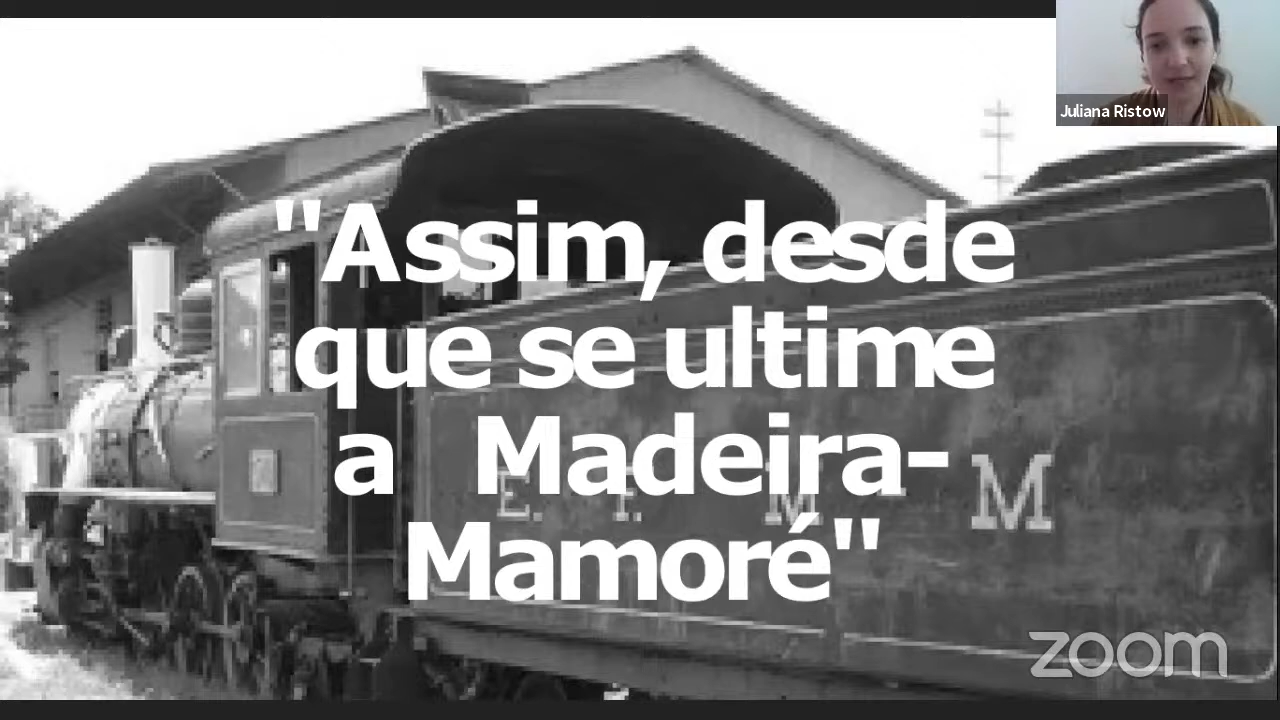 Juliana Ristow
"Assim, desde
que se ultime
a Madeira-
Mamoré"
E. F. M - M
zoom